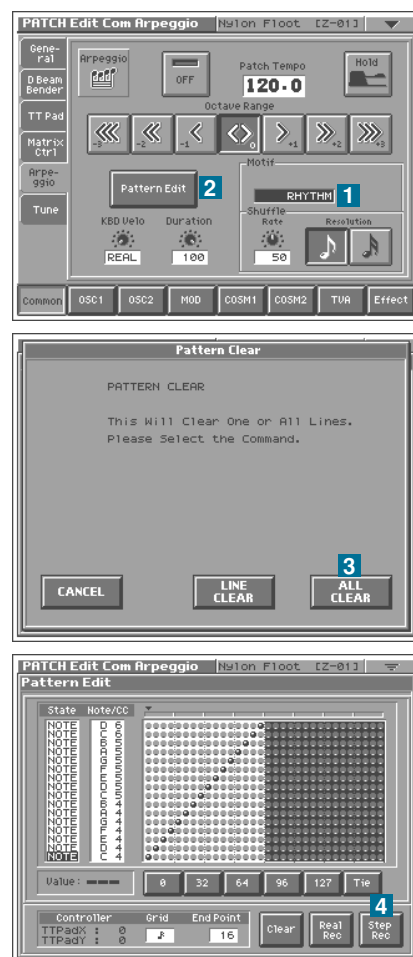 PATCH Edit Com Arpeggio Nylon Floot [Z-01]
Gene-
ral
D Beam
Bender
TT Pad
Matrix
Ctrl
Arpe-
ggio
Tune
Arpeggio
OFF
Patch Tempo
120.0
Hold
Octave Range
-3 -2 -1 0 +1 +2 +3
Motif
Pattern Edit 2
RHYTHM 1
KBD Velo Duration
REAL 100
Shuffle
Rate Resolution
50
Common OSC1 OSC2 MOD COSM1 COSM2 TVA Effect
Pattern Clear
PATTERN CLEAR
This Will Clear One or All Lines.
Please Select the Command.
3
CANCEL LINE CLEAR ALL CLEAR
PATCH Edit Com Arpeggio Nylon Floot [Z-01]
Pattern Edit
State Note/CC
NOTE D 6
NOTE C 6
NOTE B 5
NOTE A 5
NOTE G 5
NOTE F 5
NOTE E 5
NOTE D 5
NOTE C 5
NOTE B 4
NOTE A 4
NOTE G 4
NOTE F 4
NOTE E 4
NOTE D 4
NOTE C 4
Value: ---
0 32 64 96 127 Tie
4
Controller Grid End Point
TTPadX : 0
TTPadY : 0
16
Clear Real Rec Step Rec